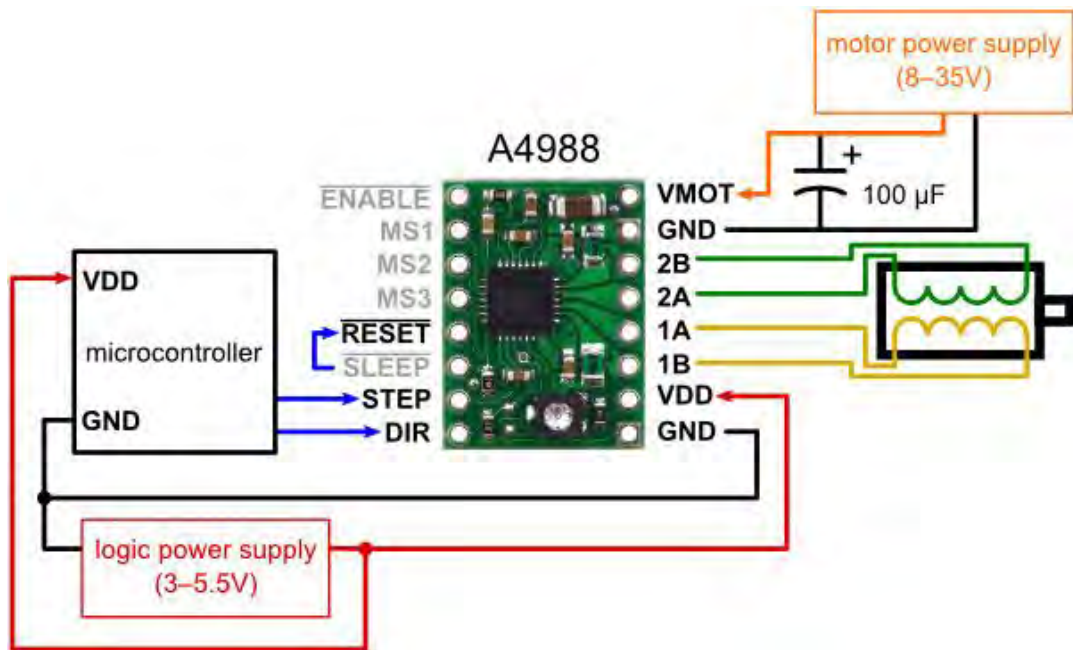 motor power supply
(8–35V)
A4988
+
100 µF
ENABLE
MS1
MS2
MS3
RESET
SLEEP
STEP
DIR
VMOT
GND
2B
2A
1A
1B
VDD
GND
VDD
microcontroller
GND
logic power supply
(3–5.5V)